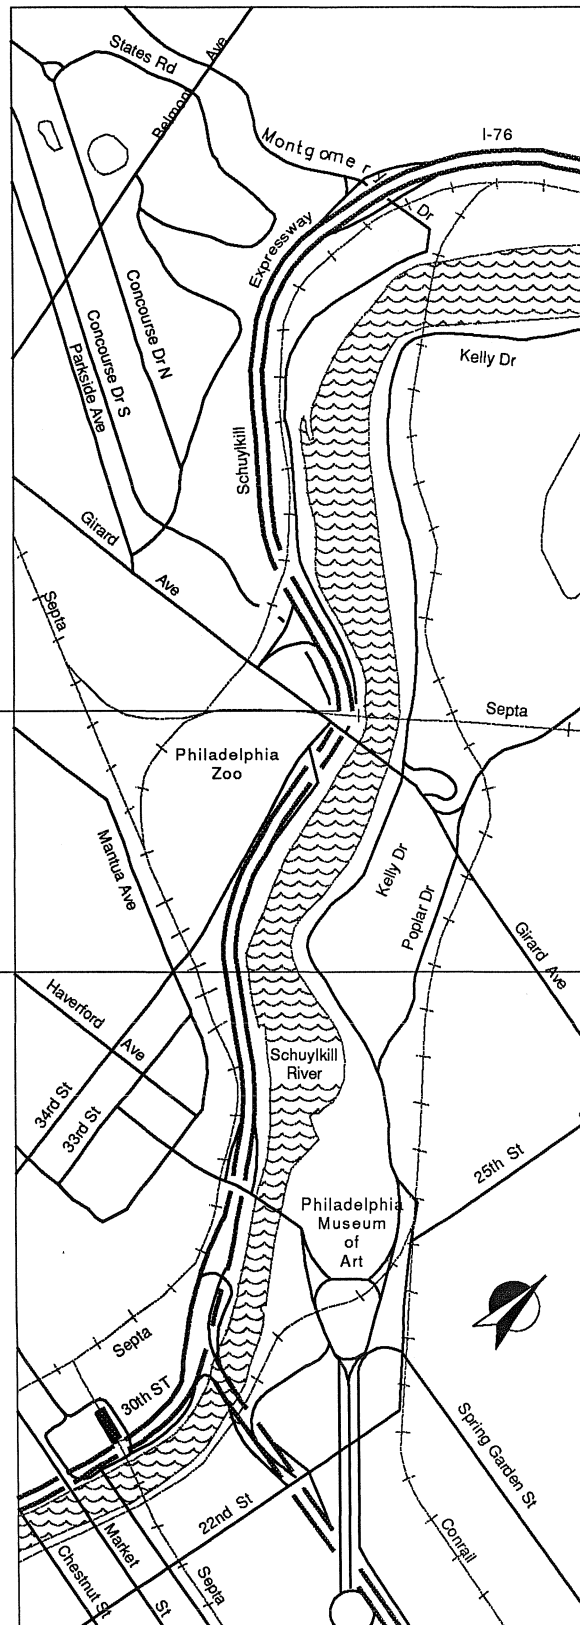 States Rd
Belmont Ave
Montgomery Dr
I-76
Expressway
Concourse Dr N
Concourse Dr S
Parkside Ave
Kelly Dr
Schuylkill
Girard Ave
Septa
Septa
Philadelphia
Zoo
Mantua Ave
Kelly Dr
Poplar Dr
Girard Ave
Haverford Ave
Schuylkill
River
34rd St
33rd St
25th St
Philadelphia
Museum
of
Art
Septa
30th ST
Spring Garden St
22nd St
Market St
Chestnut St
Septa
Conrail